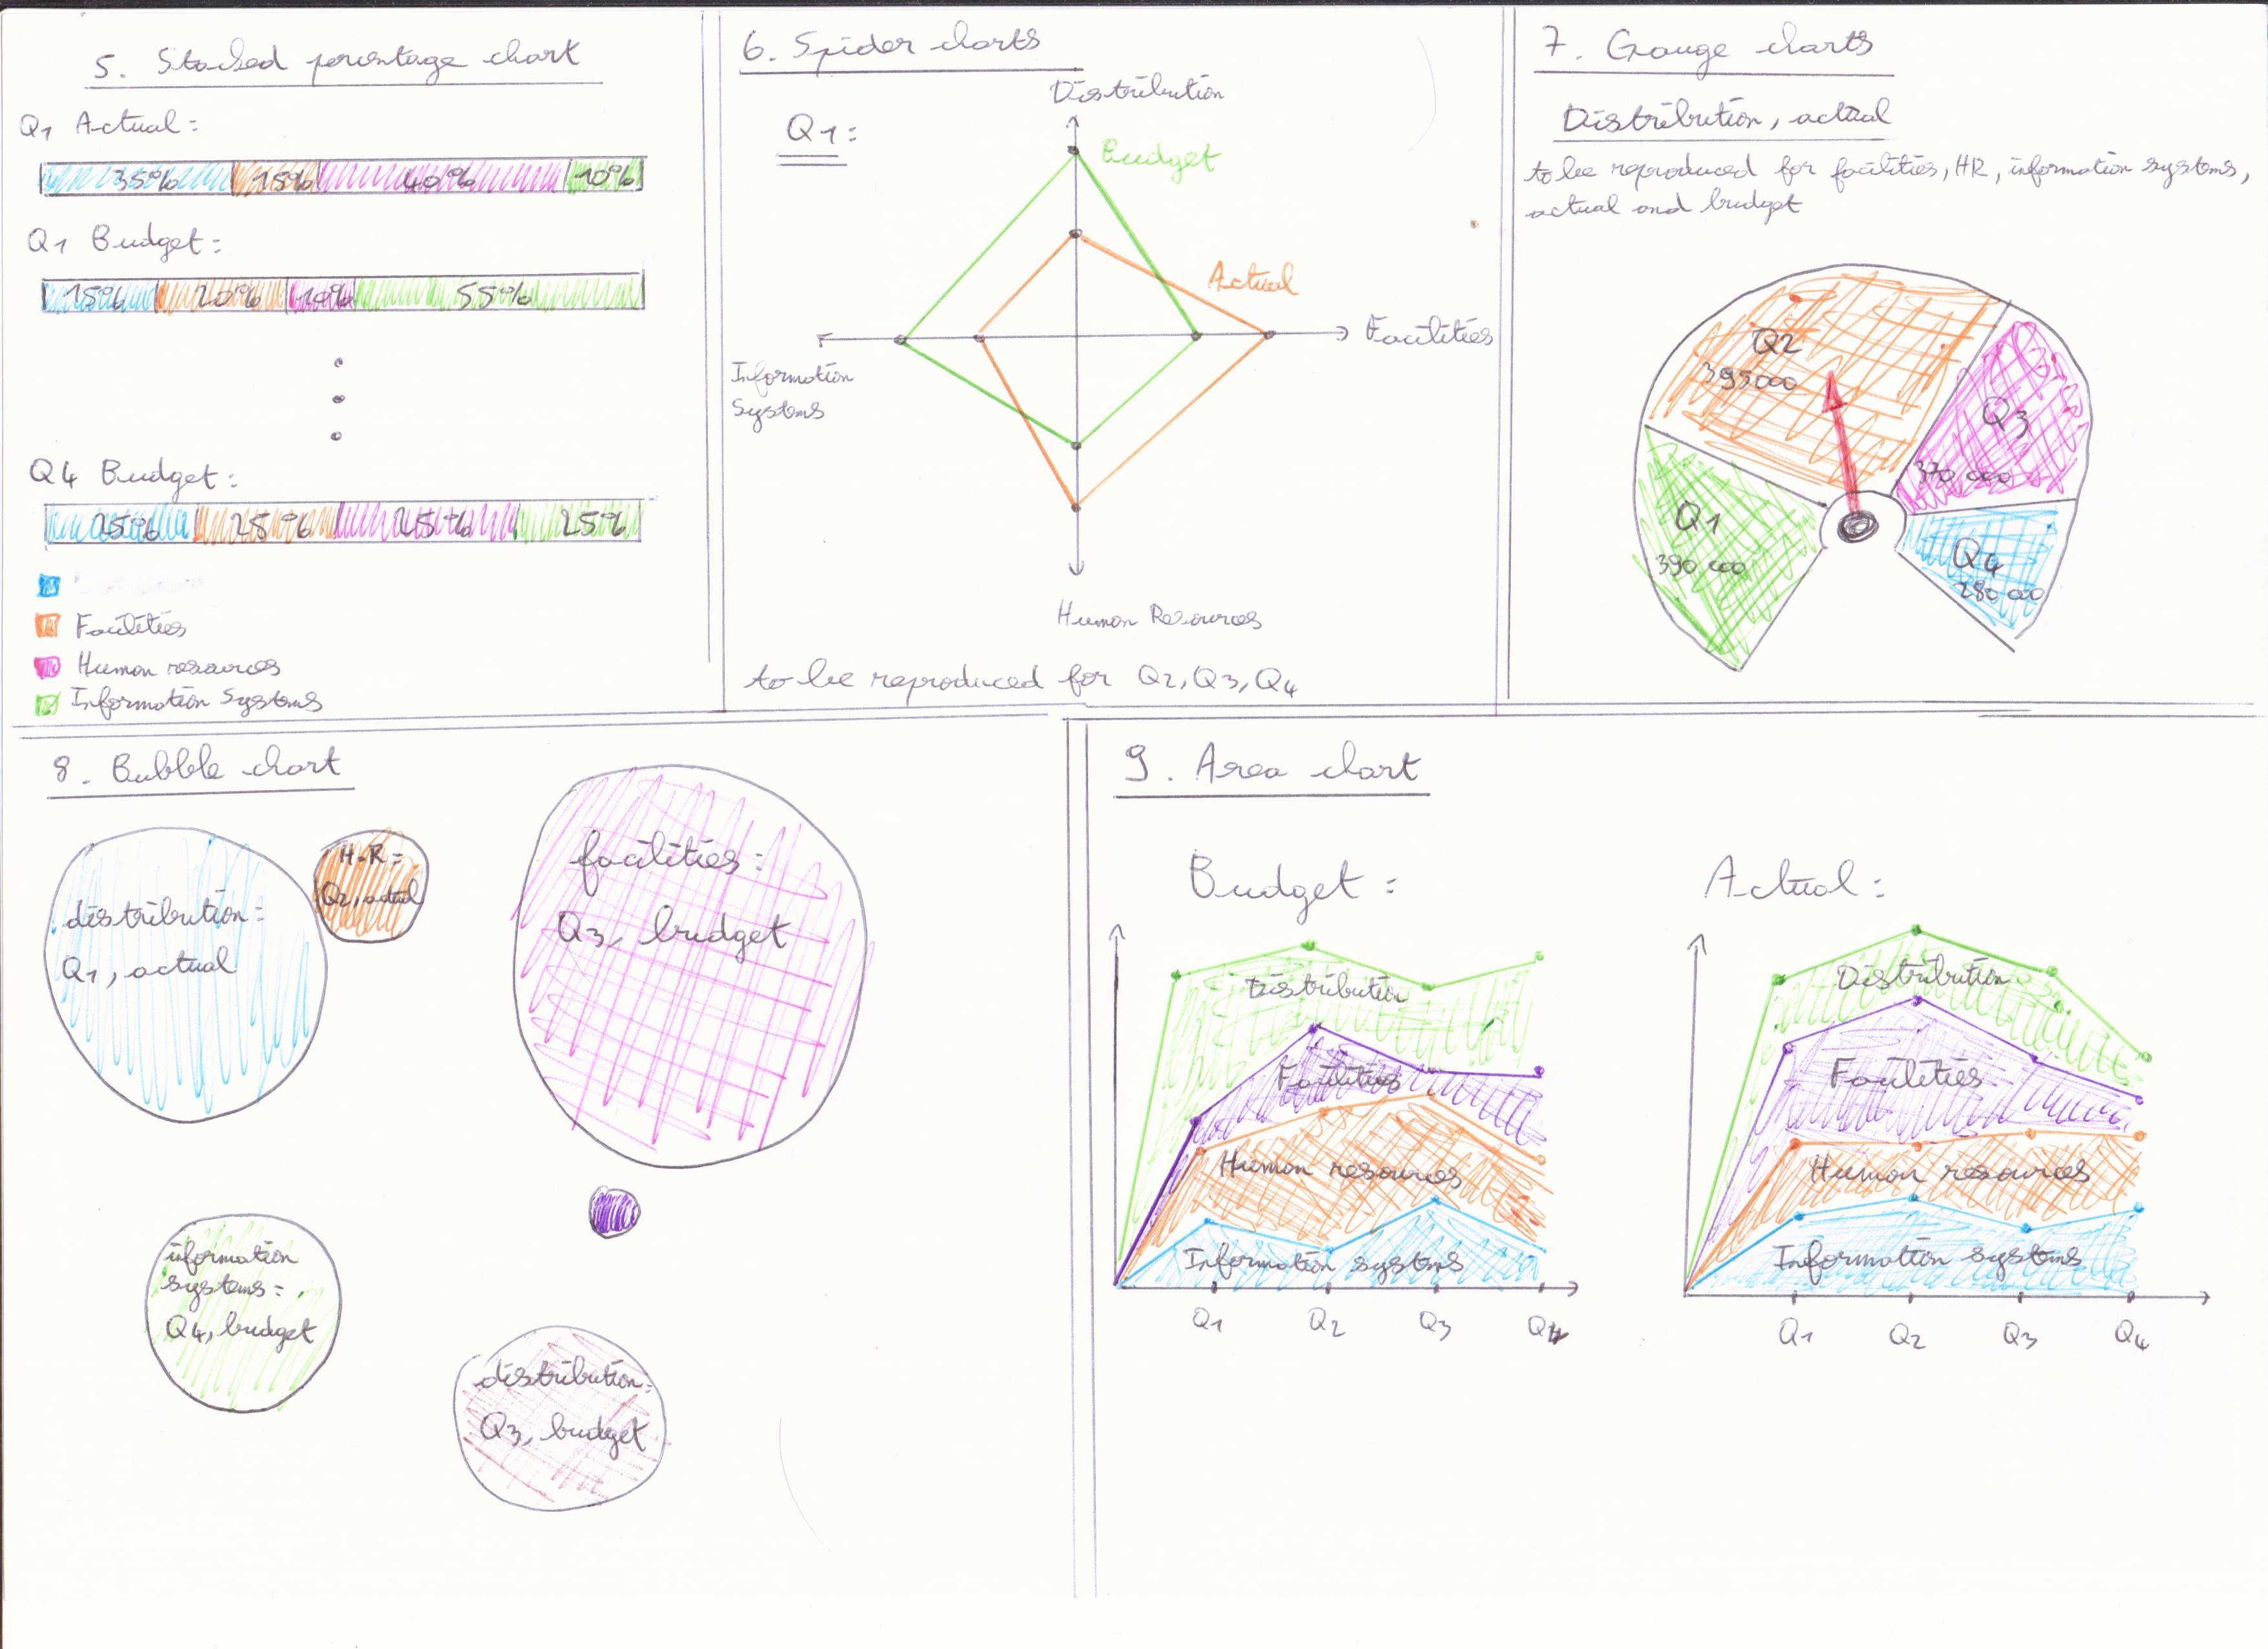 5. Stacked percentage chart
Q1 Actual:
35% 15% 40% 10%
Q1 Budget:
15% 20% 10% 55%
Q4 Budget:
25% 25% 25% 25%
Facilities
Human resources
Information Systems
6. Spider charts
Q1:
Distribution
Budget
Actual
Facilities
Information
Systems
Human Resources
to be reproduced for Q2, Q3, Q4
7. Gauge charts
Distribution, actual
to be reproduced for facilities, HR, information systems,
actual and budget
Q2
395000
Q3
370 000
Q1
390 000
Q4
280 000
8. Bubble chart
distribution:
Q1, actual
H-R:
Q2, actual
facilities:
Q3, budget
information
systems:
Q4, budget
distribution:
Q3, budget
9. Area chart
Budget:
Distribution
Facilities
Human resources
Information systems
Q1 Q2 Q3 Q4
Actual:
Distribution
Facilities
Human resources
Information systems
Q1 Q2 Q3 Q4